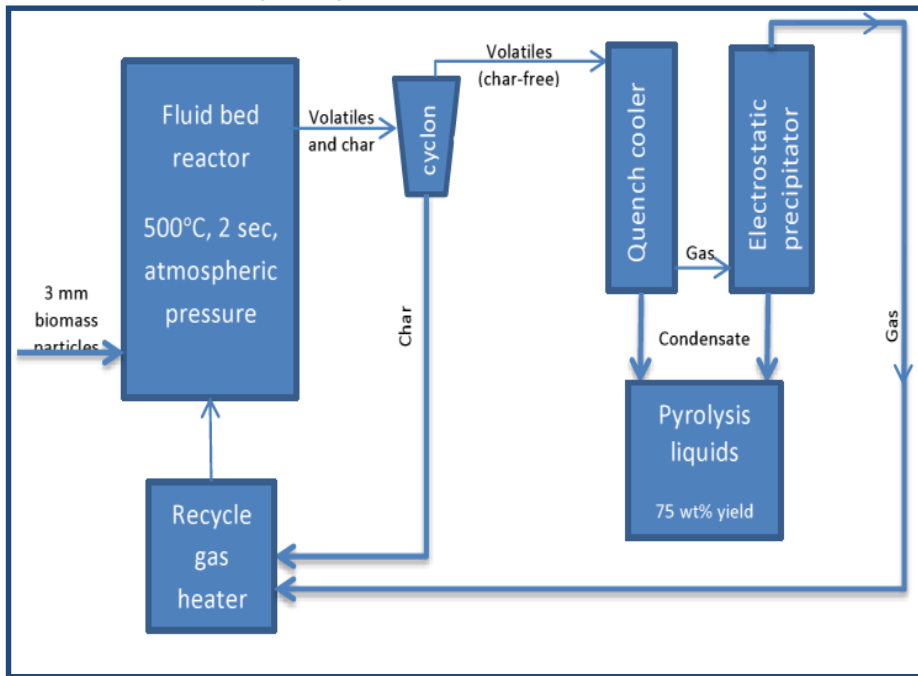 Fluid bed
reactor
500°C, 2 sec,
atmospheric
pressure
3 mm
biomass
particles
Volatiles
and char
cyclon
Volatiles
(char-free)
Quench cooler
Gas
Electrostatic
precipitator
Gas
Char
Condensate
Pyrolysis
liquids
75 wt% yield
Recycle
gas
heater